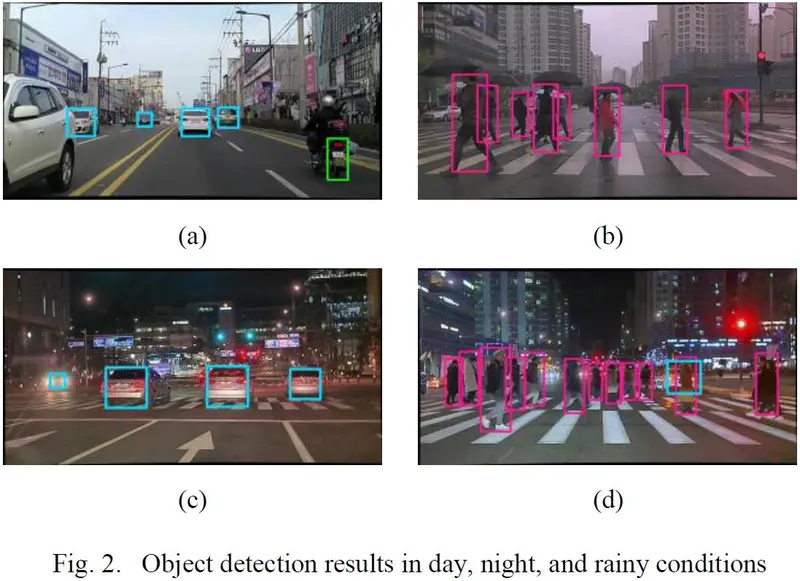 LG
(a)
(b)
(c)
(d)
Fig. 2. Object detection results in day, night, and rainy conditions